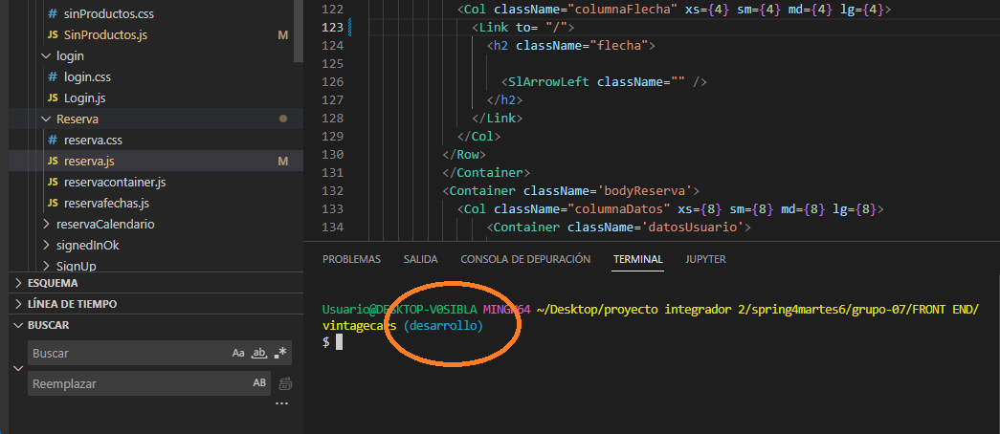 # sinProductos.css
JS SinProductos.js M
login
# login.css
JS Login.js
Reserva
# reserva.css
JS reserva.js M
JS reservacontainer.js
JS reservafechas.js
reservaCalendario
signedInOk
SignUp
ESQUEMA
LÍNEA DE TIEMPO
BUSCAR
Buscar Aa ab .*
Reemplazar AB
...
122 <Col className="columnaFlecha" xs={4} sm={4} md={4} lg={4}>
123 <Link to= "/">
124 <h2 className="flecha">
125
126 <SlArrowLeft className="" />
127 </h2>
128 </Link>
129 </Col>
130 </Row>
131 </Container>
132 <Container className='bodyReserva'>
133 <Col className="columnaDatos" xs={8} sm={8} md={8} lg={8}>
134 <Container className='datosUsuario'>
PROBLEMAS SALIDA CONSOLA DE DEPURACIÓN TERMINAL JUPYTER
Usuario@DESKTOP-V0SIBLA MINGW64 ~/Desktop/proyecto integrador 2/spring4martes6/grupo-07/FRONT END/
vintagecars (desarrollo)
$